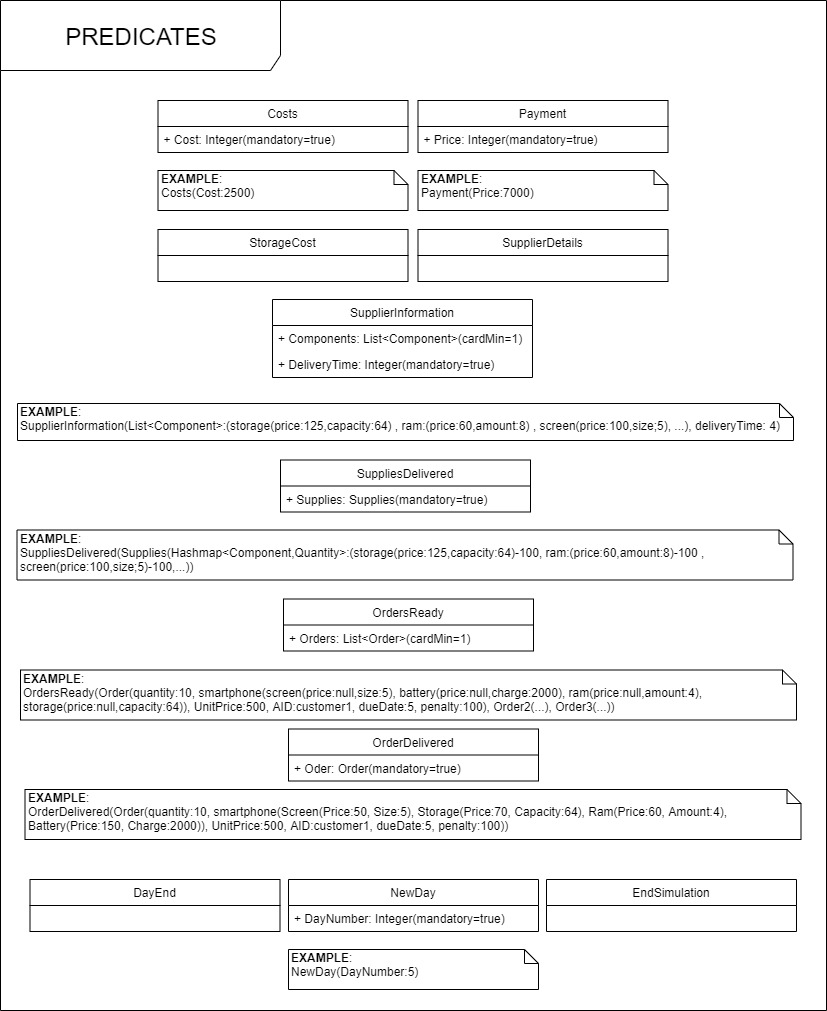 PREDICATES
Costs
+ Cost: Integer(mandatory=true)
Payment
+ Price: Integer(mandatory=true)
EXAMPLE:
Costs(Cost:2500)
EXAMPLE:
Payment(Price:7000)
StorageCost
SupplierDetails
SupplierInformation
+ Components: List<Component>(cardMin=1)
+ DeliveryTime: Integer(mandatory=true)
EXAMPLE:
SupplierInformation(List<Component>:(storage(price:125,capacity:64) , ram:(price:60,amount:8) , screen(price:100,size;5), ...), deliveryTime: 4)
SuppliesDelivered
+ Supplies: Supplies(mandatory=true)
EXAMPLE:
SuppliesDelivered(Supplies(Hashmap<Component,Quantity>:(storage(price:125,capacity:64)-100, ram:(price:60,amount:8)-100 ,
screen(price:100,size;5)-100,...))
OrdersReady
+ Orders: List<Order>(cardMin=1)
EXAMPLE:
OrdersReady(Order(quantity:10, smartphone(screen(price:null,size:5), battery(price:null,charge:2000), ram(price:null,amount:4),
storage(price:null,capacity:64)), UnitPrice:500, AID:customer1, dueDate:5, penalty:100), Order2(...), Order3(...))
OrderDelivered
+ Oder: Order(mandatory=true)
EXAMPLE:
OrderDelivered(Order(quantity:10, smartphone(Screen(Price:50, Size:5), Storage(Price:70, Capacity:64), Ram(Price:60, Amount:4),
Battery(Price:150, Charge:2000)), UnitPrice:500, AID:customer1, dueDate:5, penalty:100))
DayEnd
NewDay
+ DayNumber: Integer(mandatory=true)
EndSimulation
EXAMPLE:
NewDay(DayNumber:5)